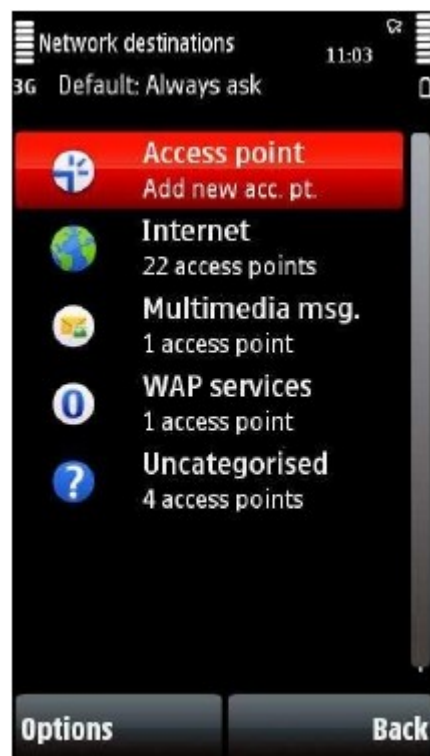 Network destinations
11:03
3G Default: Always ask
Access point
Add new acc. pt.
Internet
22 access points
Multimedia msg.
1 access point
0
WAP services
1 access point
?
Uncategorised
4 access points
Options Back